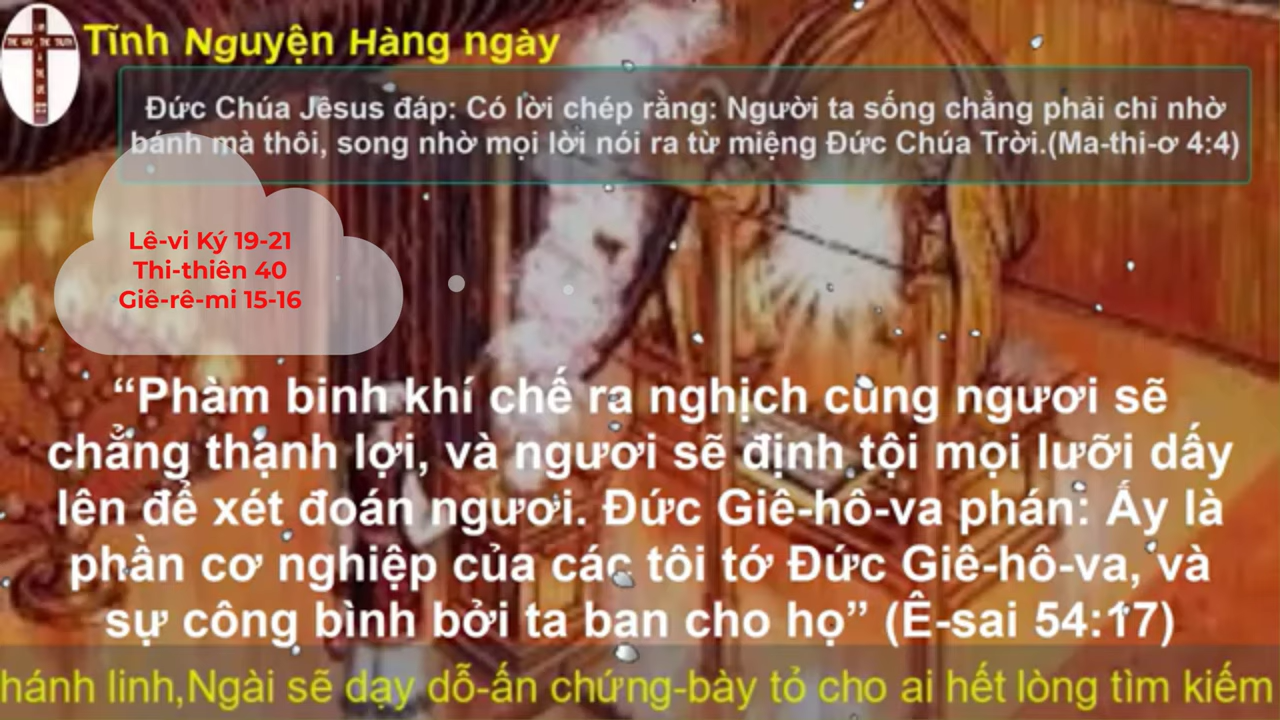 Tĩnh Nguyện Hàng ngày
Đức Chúa Jêsus đáp: Có lời chép rằng: Người ta sống chẳng phải chỉ nhờ
bánh mà thôi, song nhờ mọi lời nói ra từ miệng Đức Chúa Trời.(Ma-thi-ơ 4:4)
Lê-vi Ký 19-21
Thi-thiên 40
Giê-rê-mi 15-16
“Phàm binh khí chế ra nghịch cùng ngươi sẽ
chẳng thạnh lợi, và ngươi sẽ định tội mọi lưỡi dấy
lên để xét đoán ngươi. Đức Giê-hô-va phán: Ấy là
phần cơ nghiệp của các tôi tớ Đức Giê-hô-va, và
sự công bình bởi ta ban cho họ” (Ê-sai 54:17)
hánh linh,Ngài sẽ dạy dỗ-ấn chứng-bày tỏ cho ai hết lòng tìm kiếm